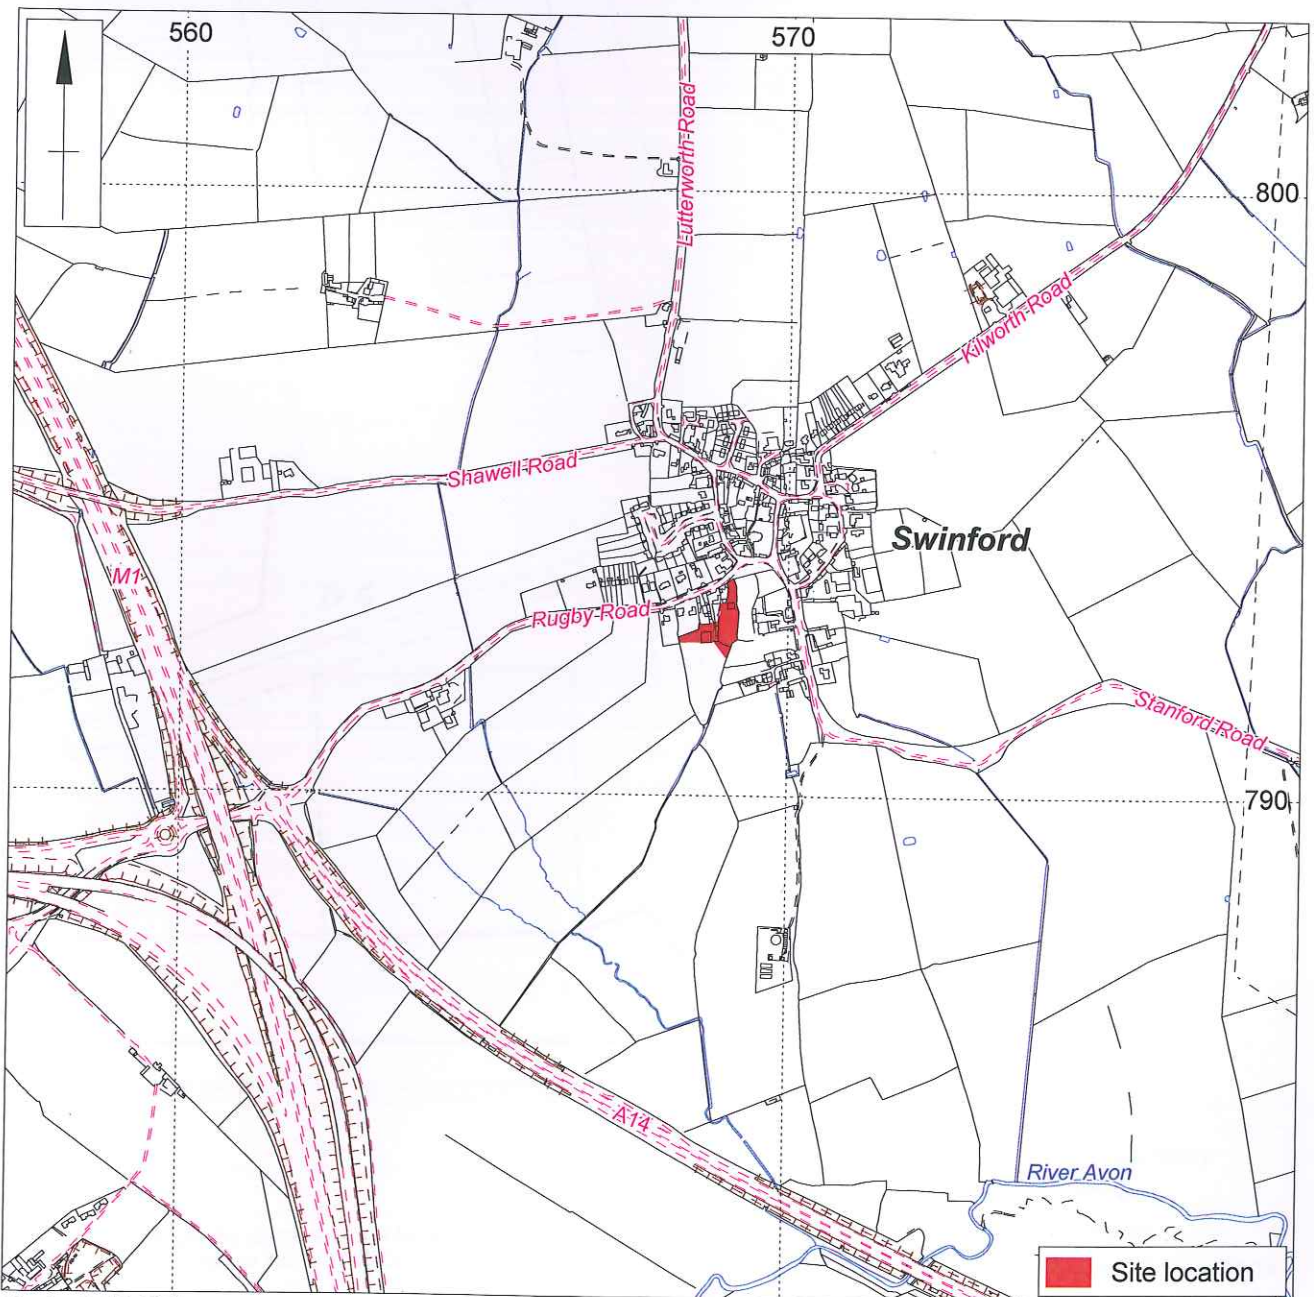 560
570
Lutterworth Road
800
Kilworth Road
Shawell Road
Swinford
M1
Rugby Road
Stanford Road
790
A14
River Avon
Site location